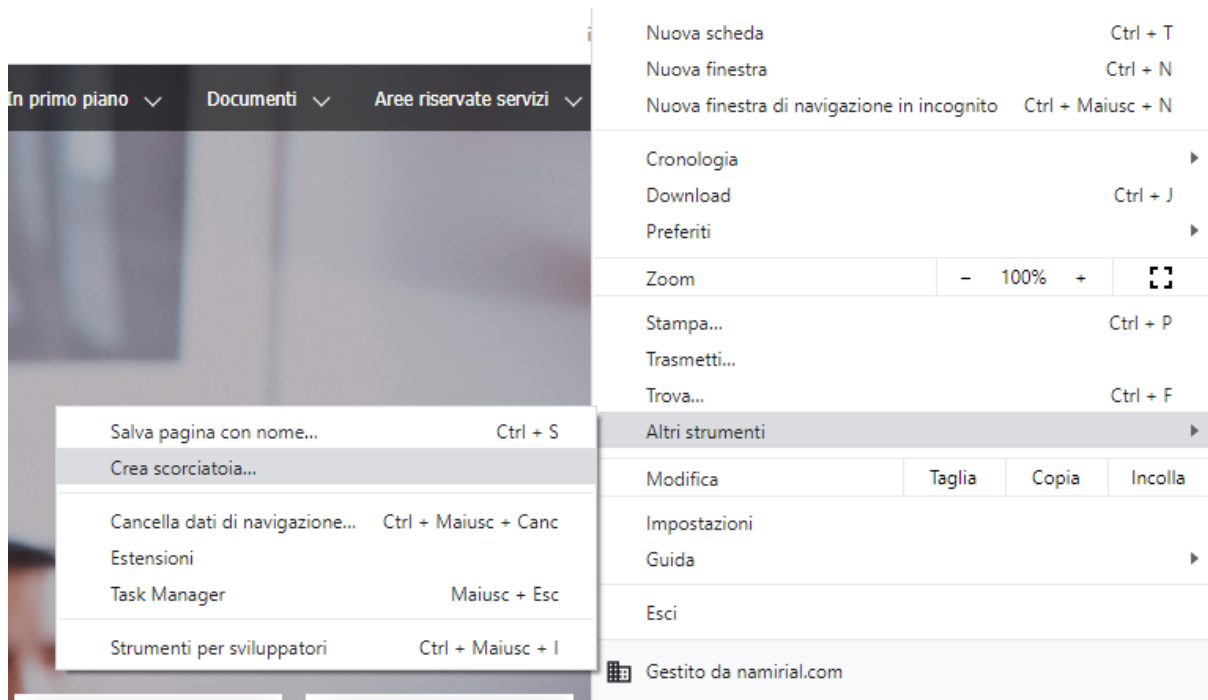 In primo piano Documenti Aree riservate servizi
Nuova scheda Ctrl + T
Nuova finestra Ctrl + N
Nuova finestra di navigazione in incognito Ctrl + Maiusc + N
Cronologia
Download Ctrl + J
Preferiti
Zoom - 100% +
Stampa... Ctrl + P
Trasmetti...
Trova... Ctrl + F
Altri strumenti
Modifica Taglia Copia Incolla
Impostazioni
Guida
Esci
Gestito da namirial.com
Salva pagina con nome... Ctrl + S
Crea scorciatoia...
Cancella dati di navigazione... Ctrl + Maiusc + Canc
Estensioni
Task Manager Maiusc + Esc
Strumenti per sviluppatori Ctrl + Maiusc + I